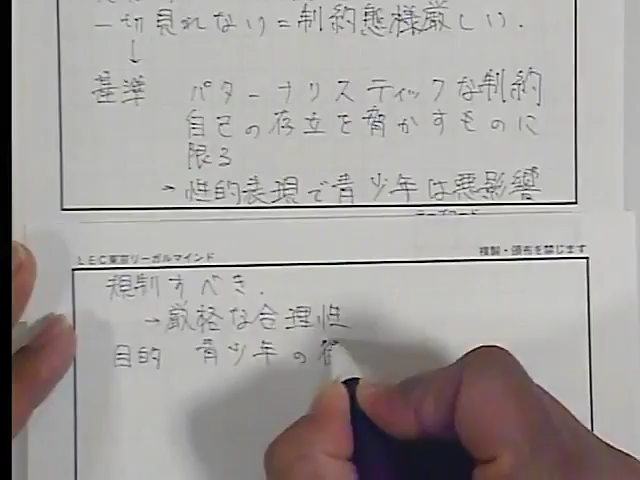 一切見れない=制約態様厳しい.
↓
基準 パターナリスティックな制約
自己の存立を脅かすものに
限る
→性的表現で青少年は悪影響
LEC東京リーガルマインド 複製・頒布を禁じます
規制すべき.
→厳格な合理性
目的 青少年の